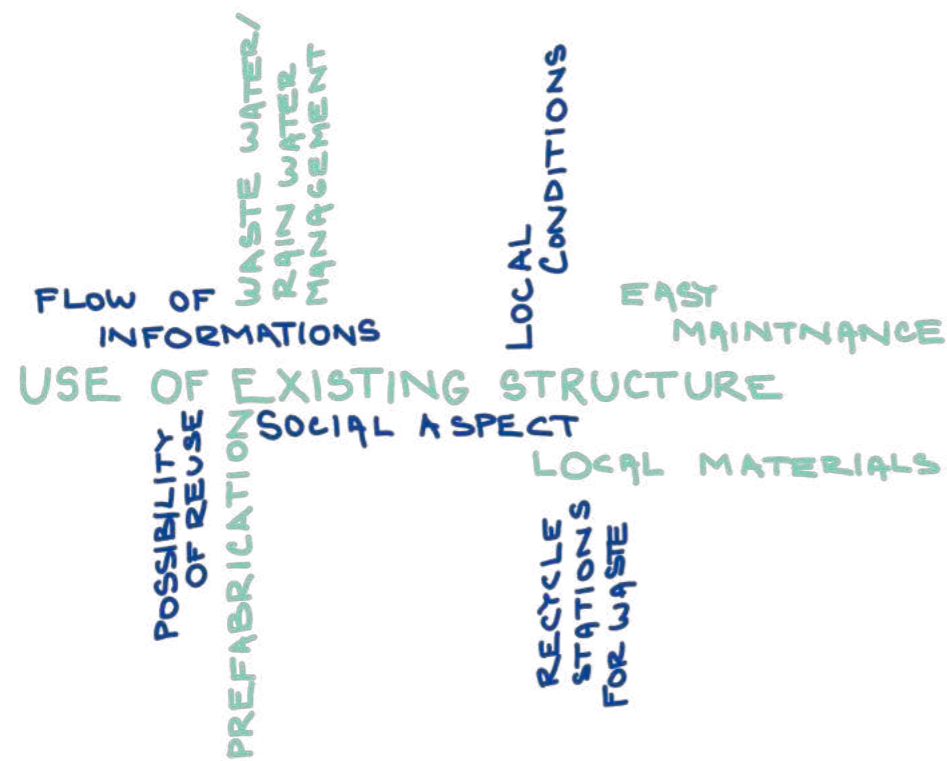 WASTE WATER/
RAIN WATER
MANAGEMENT
LOCAL
CONDITIONS
FLOW OF
INFORMATIONS
EASY
MAINTNANCE
USE OF EXISTING STRUCTURE
SOCIAL ASPECT
LOCAL MATERIALS
POSSIBILITY
OF REUSE
PREFABRICATION
RECYCLE
STATIONS
FOR WASTE